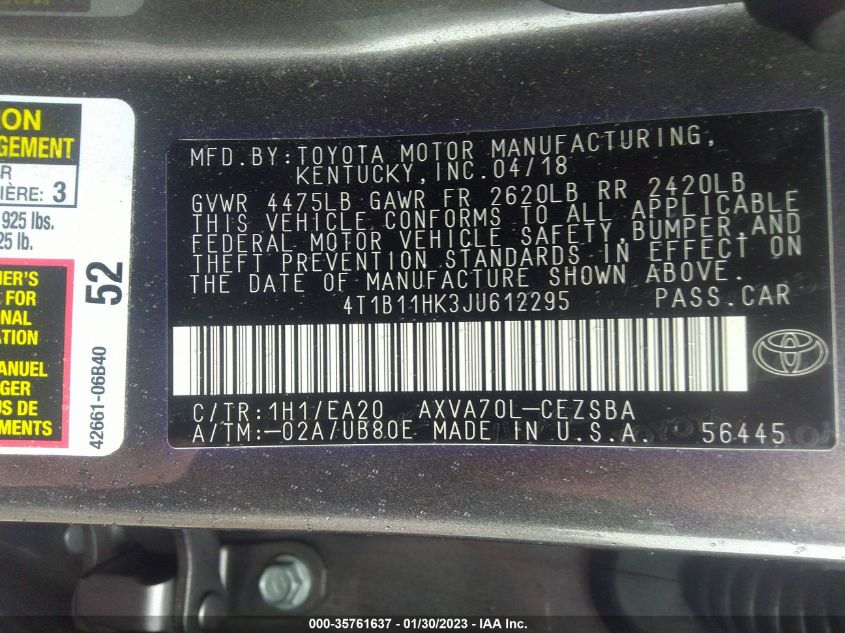 ION
GEMENT
R
IÈRE: 3
925 lbs.
25 lb.
ER'S
FOR
NAL
ATION
MANUEL
GER
US DE
EMENTS
52
42661-06B40
MFD.BY:TOYOTA MOTOR MANUFACTURING,
KENTUCKY,INC.04/18
GVWR 4475LB GAWR FR 2620LB RR 2420LB
THIS VEHICLE CONFORMS TO ALL APPLICABLE
FEDERAL MOTOR VEHICLE SAFETY,BUMPER,AND
THEFT PREVENTION STANDARDS IN EFFECT ON
THE DATE OF MANUFACTURE SHOWN ABOVE.
4T1B11HK3JU612295 PASS.CAR
C/TR:1H1/EA20 AXVA70L-CEZSBA
A/TM:-02A/UB80E MADE IN U.S.A. 56445
000-35761637 - 01/30/2023 - IAA Inc.